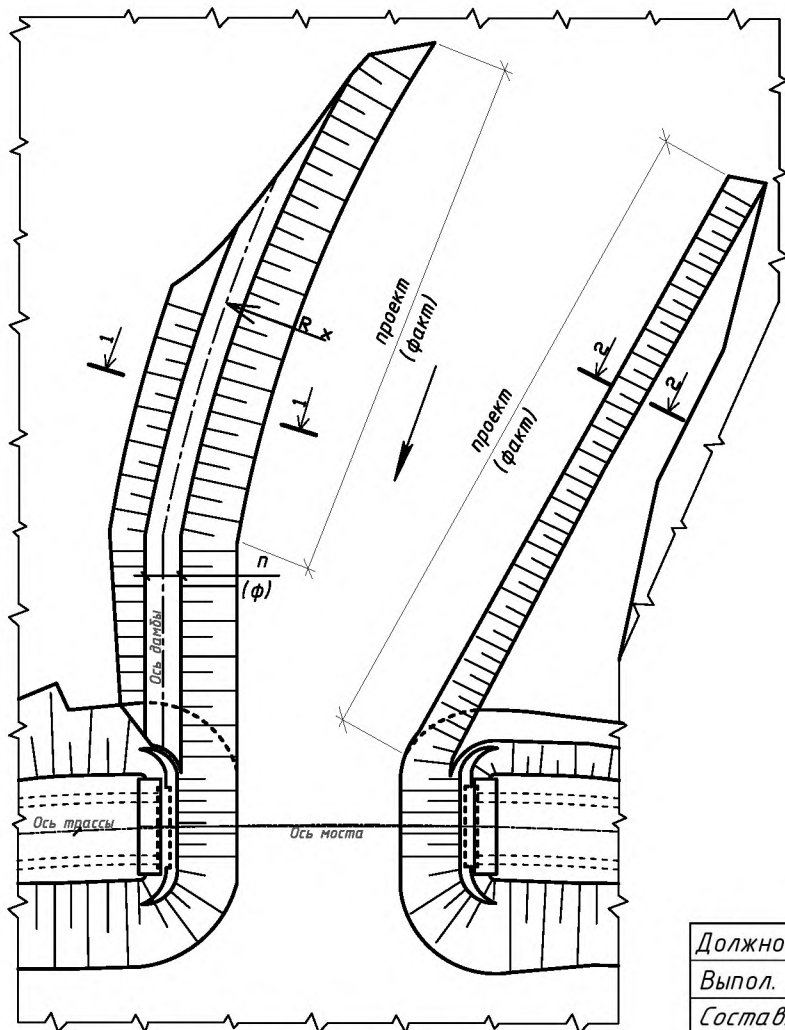 1
R x
проект
(факт)
2
1
2
проект
(факт)
п
(ф)
Ось дамбы
Ось трассы
Ось моста
Должно
Выпол.
Состав.